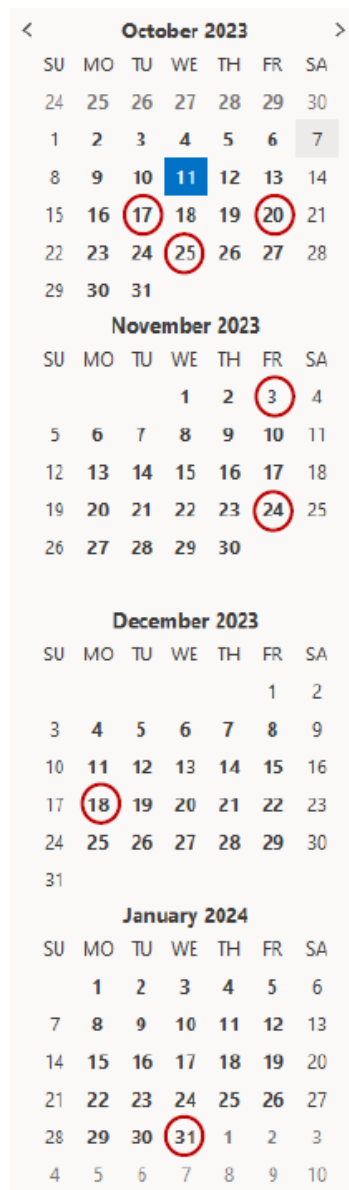 < October 2023 >
SU MO TU WE TH FR SA
24 25 26 27 28 29 30
1 2 3 4 5 6 7
8 9 10 11 12 13 14
15 16 17 18 19 20 21
22 23 24 25 26 27 28
29 30 31
November 2023
SU MO TU WE TH FR SA
1 2 3 4
5 6 7 8 9 10 11
12 13 14 15 16 17 18
19 20 21 22 23 24 25
26 27 28 29 30
December 2023
SU MO TU WE TH FR SA
1 2
3 4 5 6 7 8 9
10 11 12 13 14 15 16
17 18 19 20 21 22 23
24 25 26 27 28 29 30
31
January 2024
SU MO TU WE TH FR SA
1 2 3 4 5 6
7 8 9 10 11 12 13
14 15 16 17 18 19 20
21 22 23 24 25 26 27
28 29 30 31 1 2 3
4 5 6 7 8 9 10